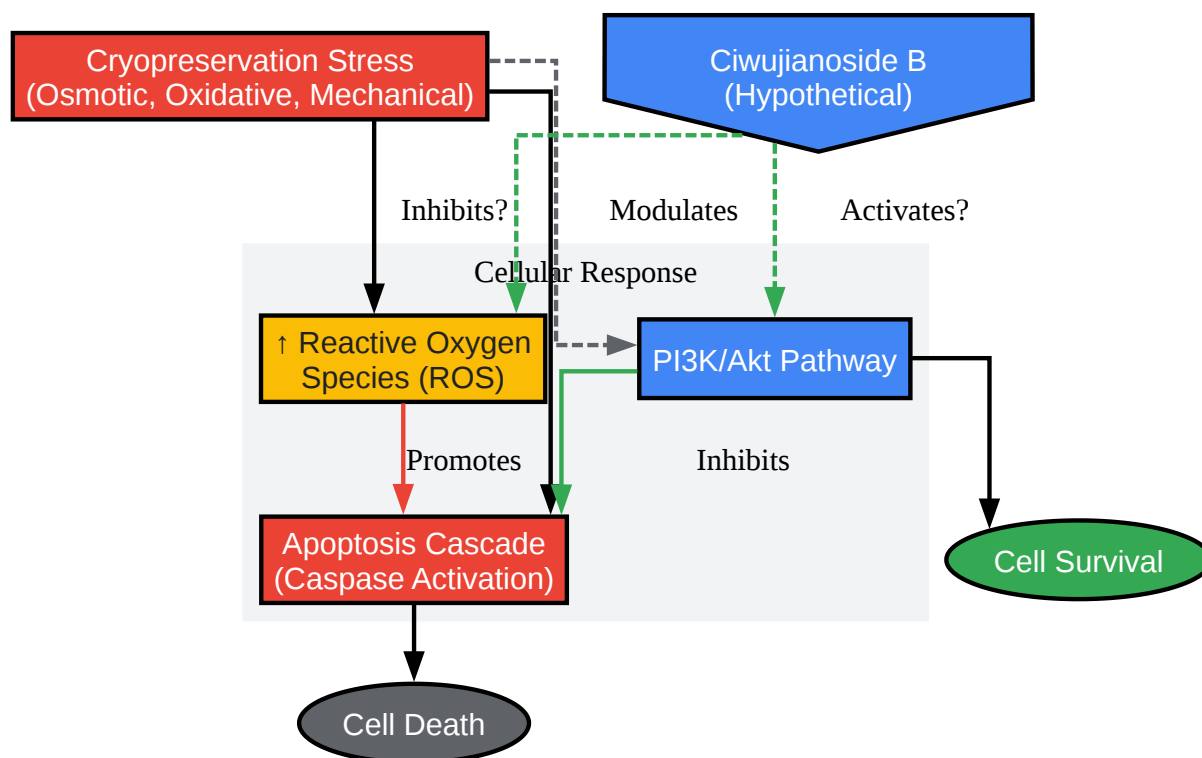 Cryopreservation Stress
(Osmotic, Oxidative, Mechanical)
Ciwujianoside B
(Hypothetical)
Inhibits?
Modulates
Activates?
Cellular Response
↑ Reactive Oxygen
Species (ROS)
PI3K/Akt Pathway
Promotes
Inhibits
Apoptosis Cascade
(Caspase Activation)
Cell Survival
Cell Death